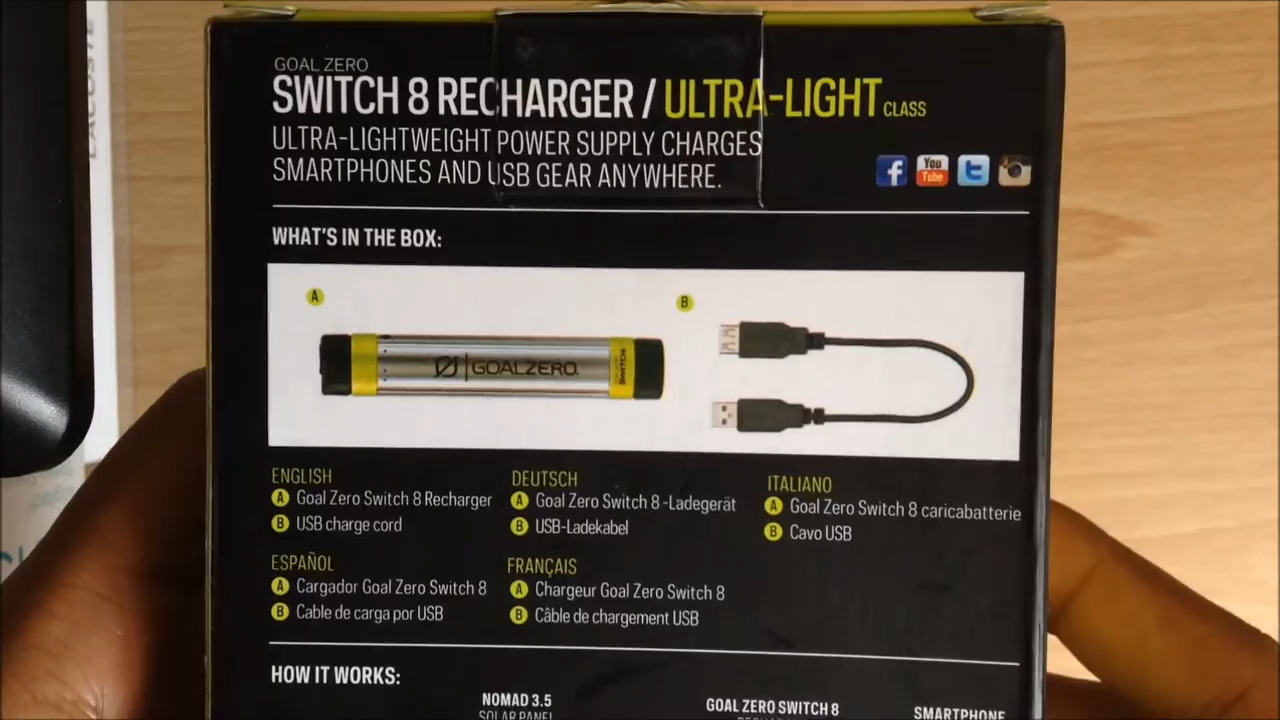 LACOSTE
GOAL ZERO
SWITCH 8 RECHARGER / ULTRA-LIGHT CLASS
ULTRA-LIGHTWEIGHT POWER SUPPLY CHARGES
SMARTPHONES AND USB GEAR ANYWHERE.
f You Tube t
WHAT'S IN THE BOX:
A B
GOALZERO. SWITCH
ENGLISH
A Goal Zero Switch 8 Recharger
B USB charge cord
DEUTSCH
A Goal Zero Switch 8 -Ladegerät
B USB-Ladekabel
ITALIANO
A Goal Zero Switch 8 caricabatterie
B Cavo USB
ESPAÑOL
A Cargador Goal Zero Switch 8
B Cable de carga por USB
FRANÇAIS
A Chargeur Goal Zero Switch 8
B Câble de chargement USB
HOW IT WORKS:
NOMAD 3.5
SOLAR PANEL
GOAL ZERO SWITCH 8
SMARTPHONE